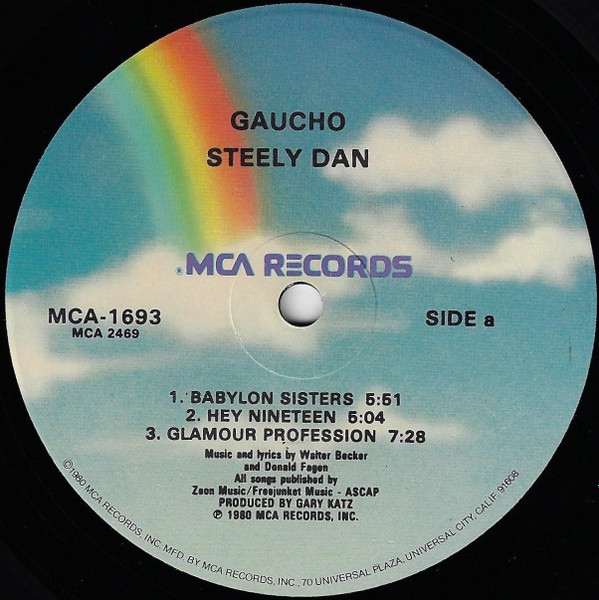 GAUCHO
STEELY DAN
MCA RECORDS
MCA-1693
MCA 2469
SIDE a
1. BABYLON SISTERS 5:51
2. HEY NINETEEN 5:04
3. GLAMOUR PROFESSION 7:28
Music and lyrics by Walter Becker
and Donald Fagen
All songs published by
Zeon Music/Freejunket Music - ASCAP
PRODUCED BY GARY KATZ
℗ 1980 MCA RECORDS, INC.
©1980 MCA RECORDS, INC. MFD. BY MCA RECORDS, INC., 70 UNIVERSAL PLAZA, UNIVERSAL CITY, CALIF. 91608